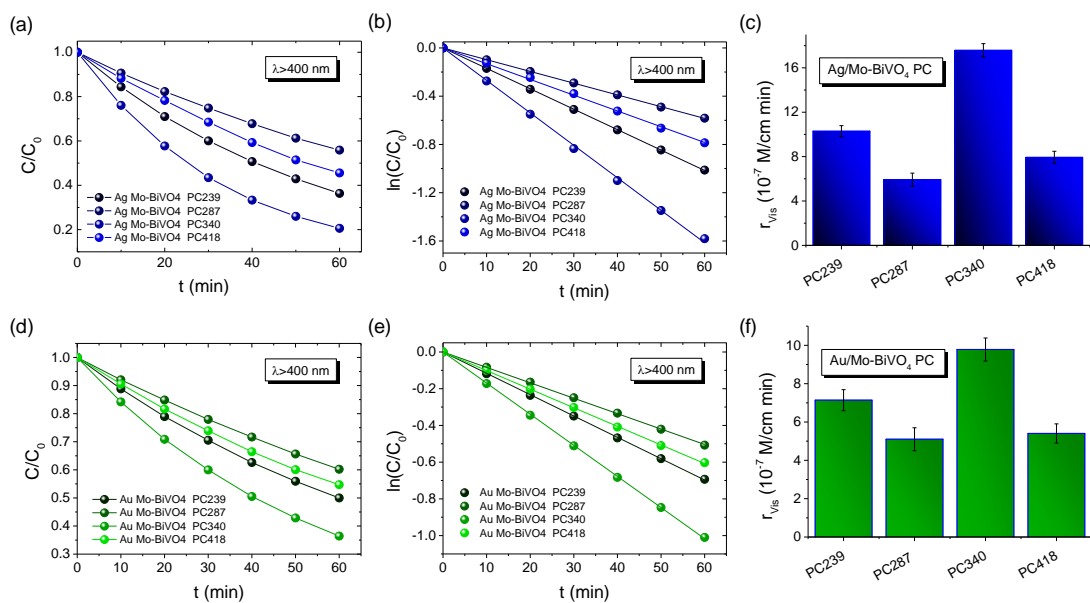 (a)
1.0
0.8
0.6
0.4
0.2
C/C₀
λ>400 nm
Ag Mo-BiVO4 PC239
Ag Mo-BiVO4 PC287
Ag Mo-BiVO4 PC340
Ag Mo-BiVO4 PC418
0 10 20 30 40 50 60
t (min)
(b)
0.0
-0.4
-0.8
-1.2
-1.6
ln(C/C₀)
λ>400 nm
Ag Mo-BiVO4 PC239
Ag Mo-BiVO4 PC287
Ag Mo-BiVO4 PC340
Ag Mo-BiVO4 PC418
0 10 20 30 40 50 60
t (min)
(c)
16
12
8
4
0
r_Vis (10⁻⁷ M/cm min)
Ag/Mo-BiVO₄ PC
PC239 PC287 PC340 PC418
(d)
1.0
0.9
0.8
0.7
0.6
0.5
0.4
0.3
C/C₀
λ>400 nm
Au Mo-BiVO4 PC239
Au Mo-BiVO4 PC287
Au Mo-BiVO4 PC340
Au Mo-BiVO4 PC418
0 10 20 30 40 50 60
t (min)
(e)
0.0
-0.2
-0.4
-0.6
-0.8
-1.0
ln(C/C₀)
λ>400 nm
Au Mo-BiVO4 PC239
Au Mo-BiVO4 PC287
Au Mo-BiVO4 PC340
Au Mo-BiVO4 PC418
0 10 20 30 40 50 60
t (min)
(f)
10
8
6
4
2
0
r_Vis (10⁻⁷ M/cm min)
Au/Mo-BiVO₄ PC
PC239 PC287 PC340 PC418